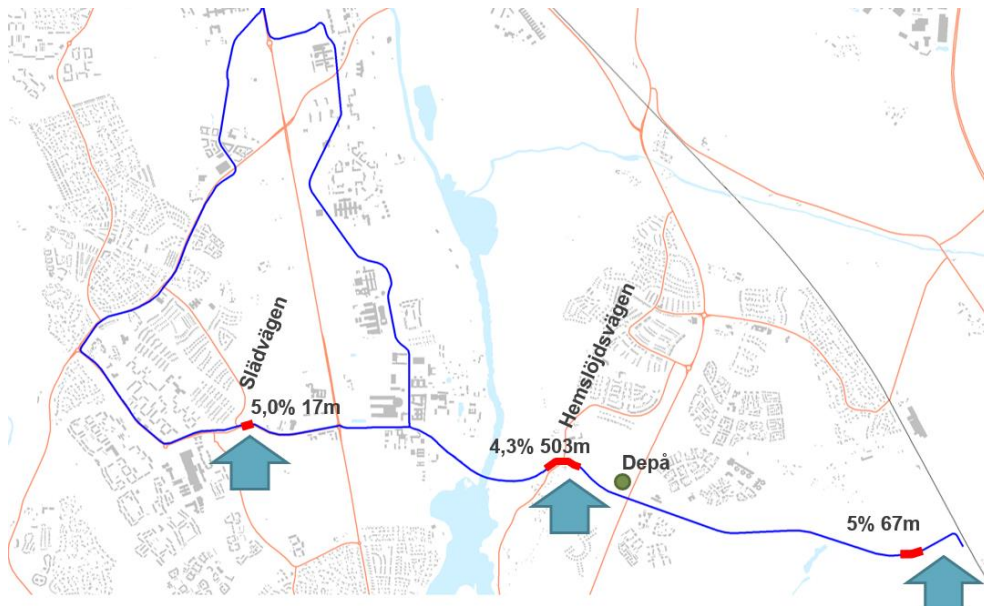 Slädvägen
5,0% 17m
Hemslöjdsvägen
4,3% 503m
Depå
5% 67m